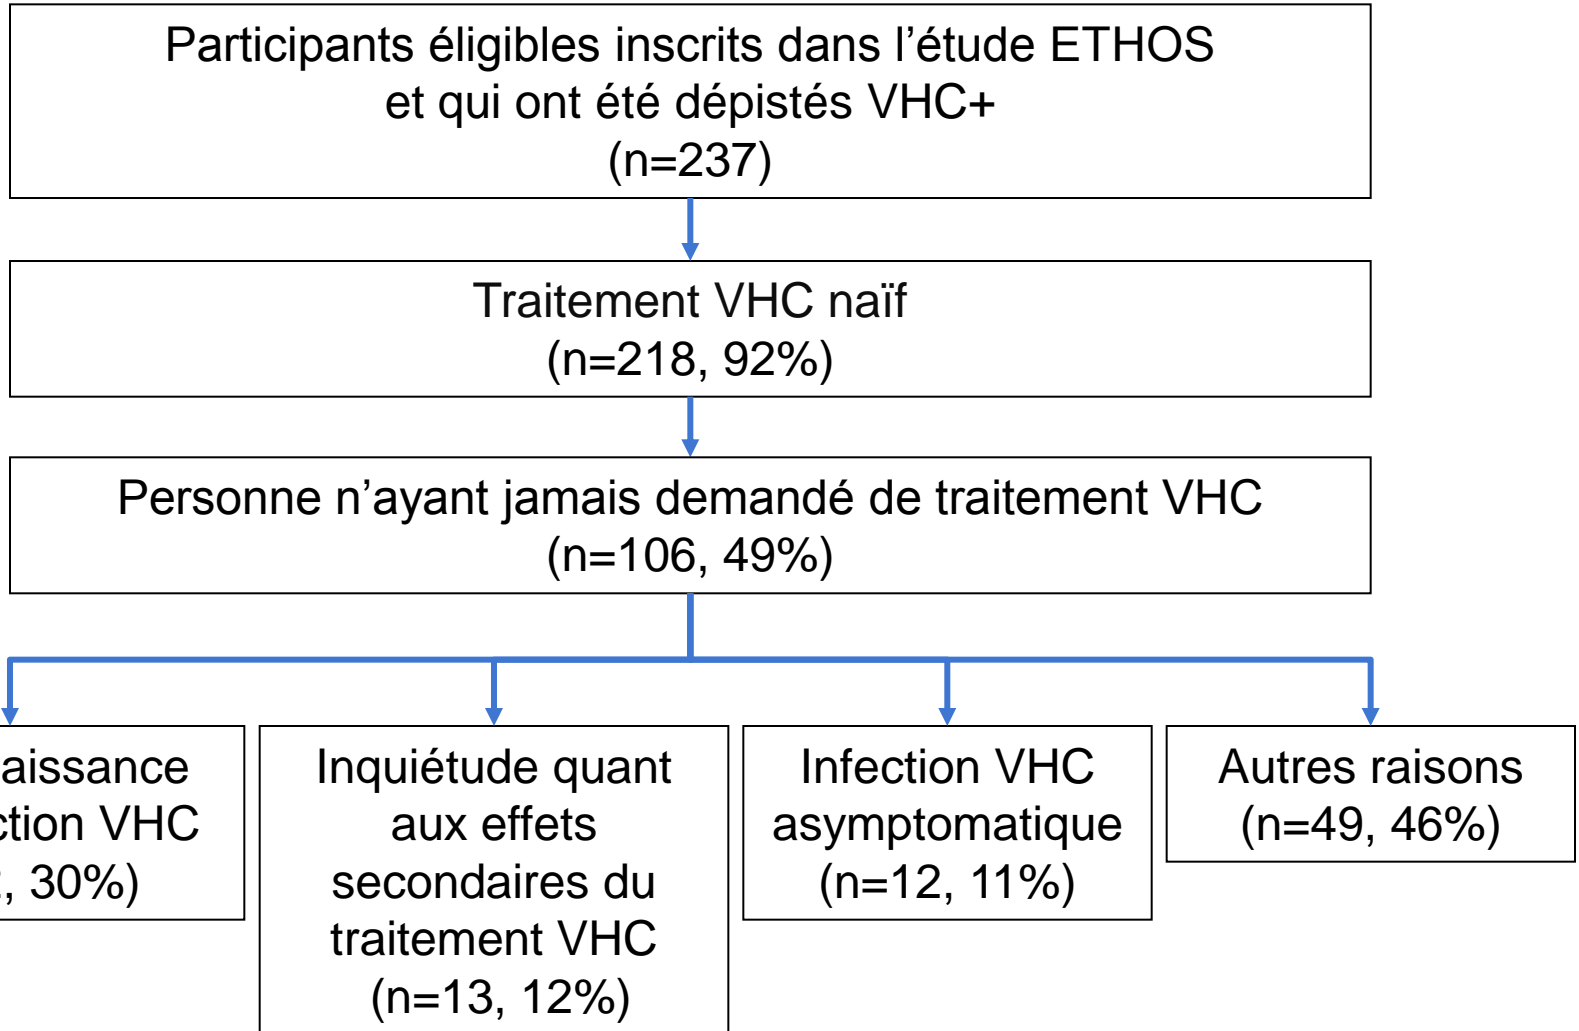 Participants éligibles inscrits dans l’étude ETHOS
et qui ont été dépistés VHC+
(n=237)
Traitement VHC naïf
(n=218, 92%)
Personne n’ayant jamais demandé de traitement VHC
(n=106, 49%)
VHC
30%)
Inquiétude quant
aux effets
secondaires du
traitement VHC
(n=13, 12%)
Infection VHC
asymptomatique
(n=12, 11%)
Autres raisons
(n=49, 46%)